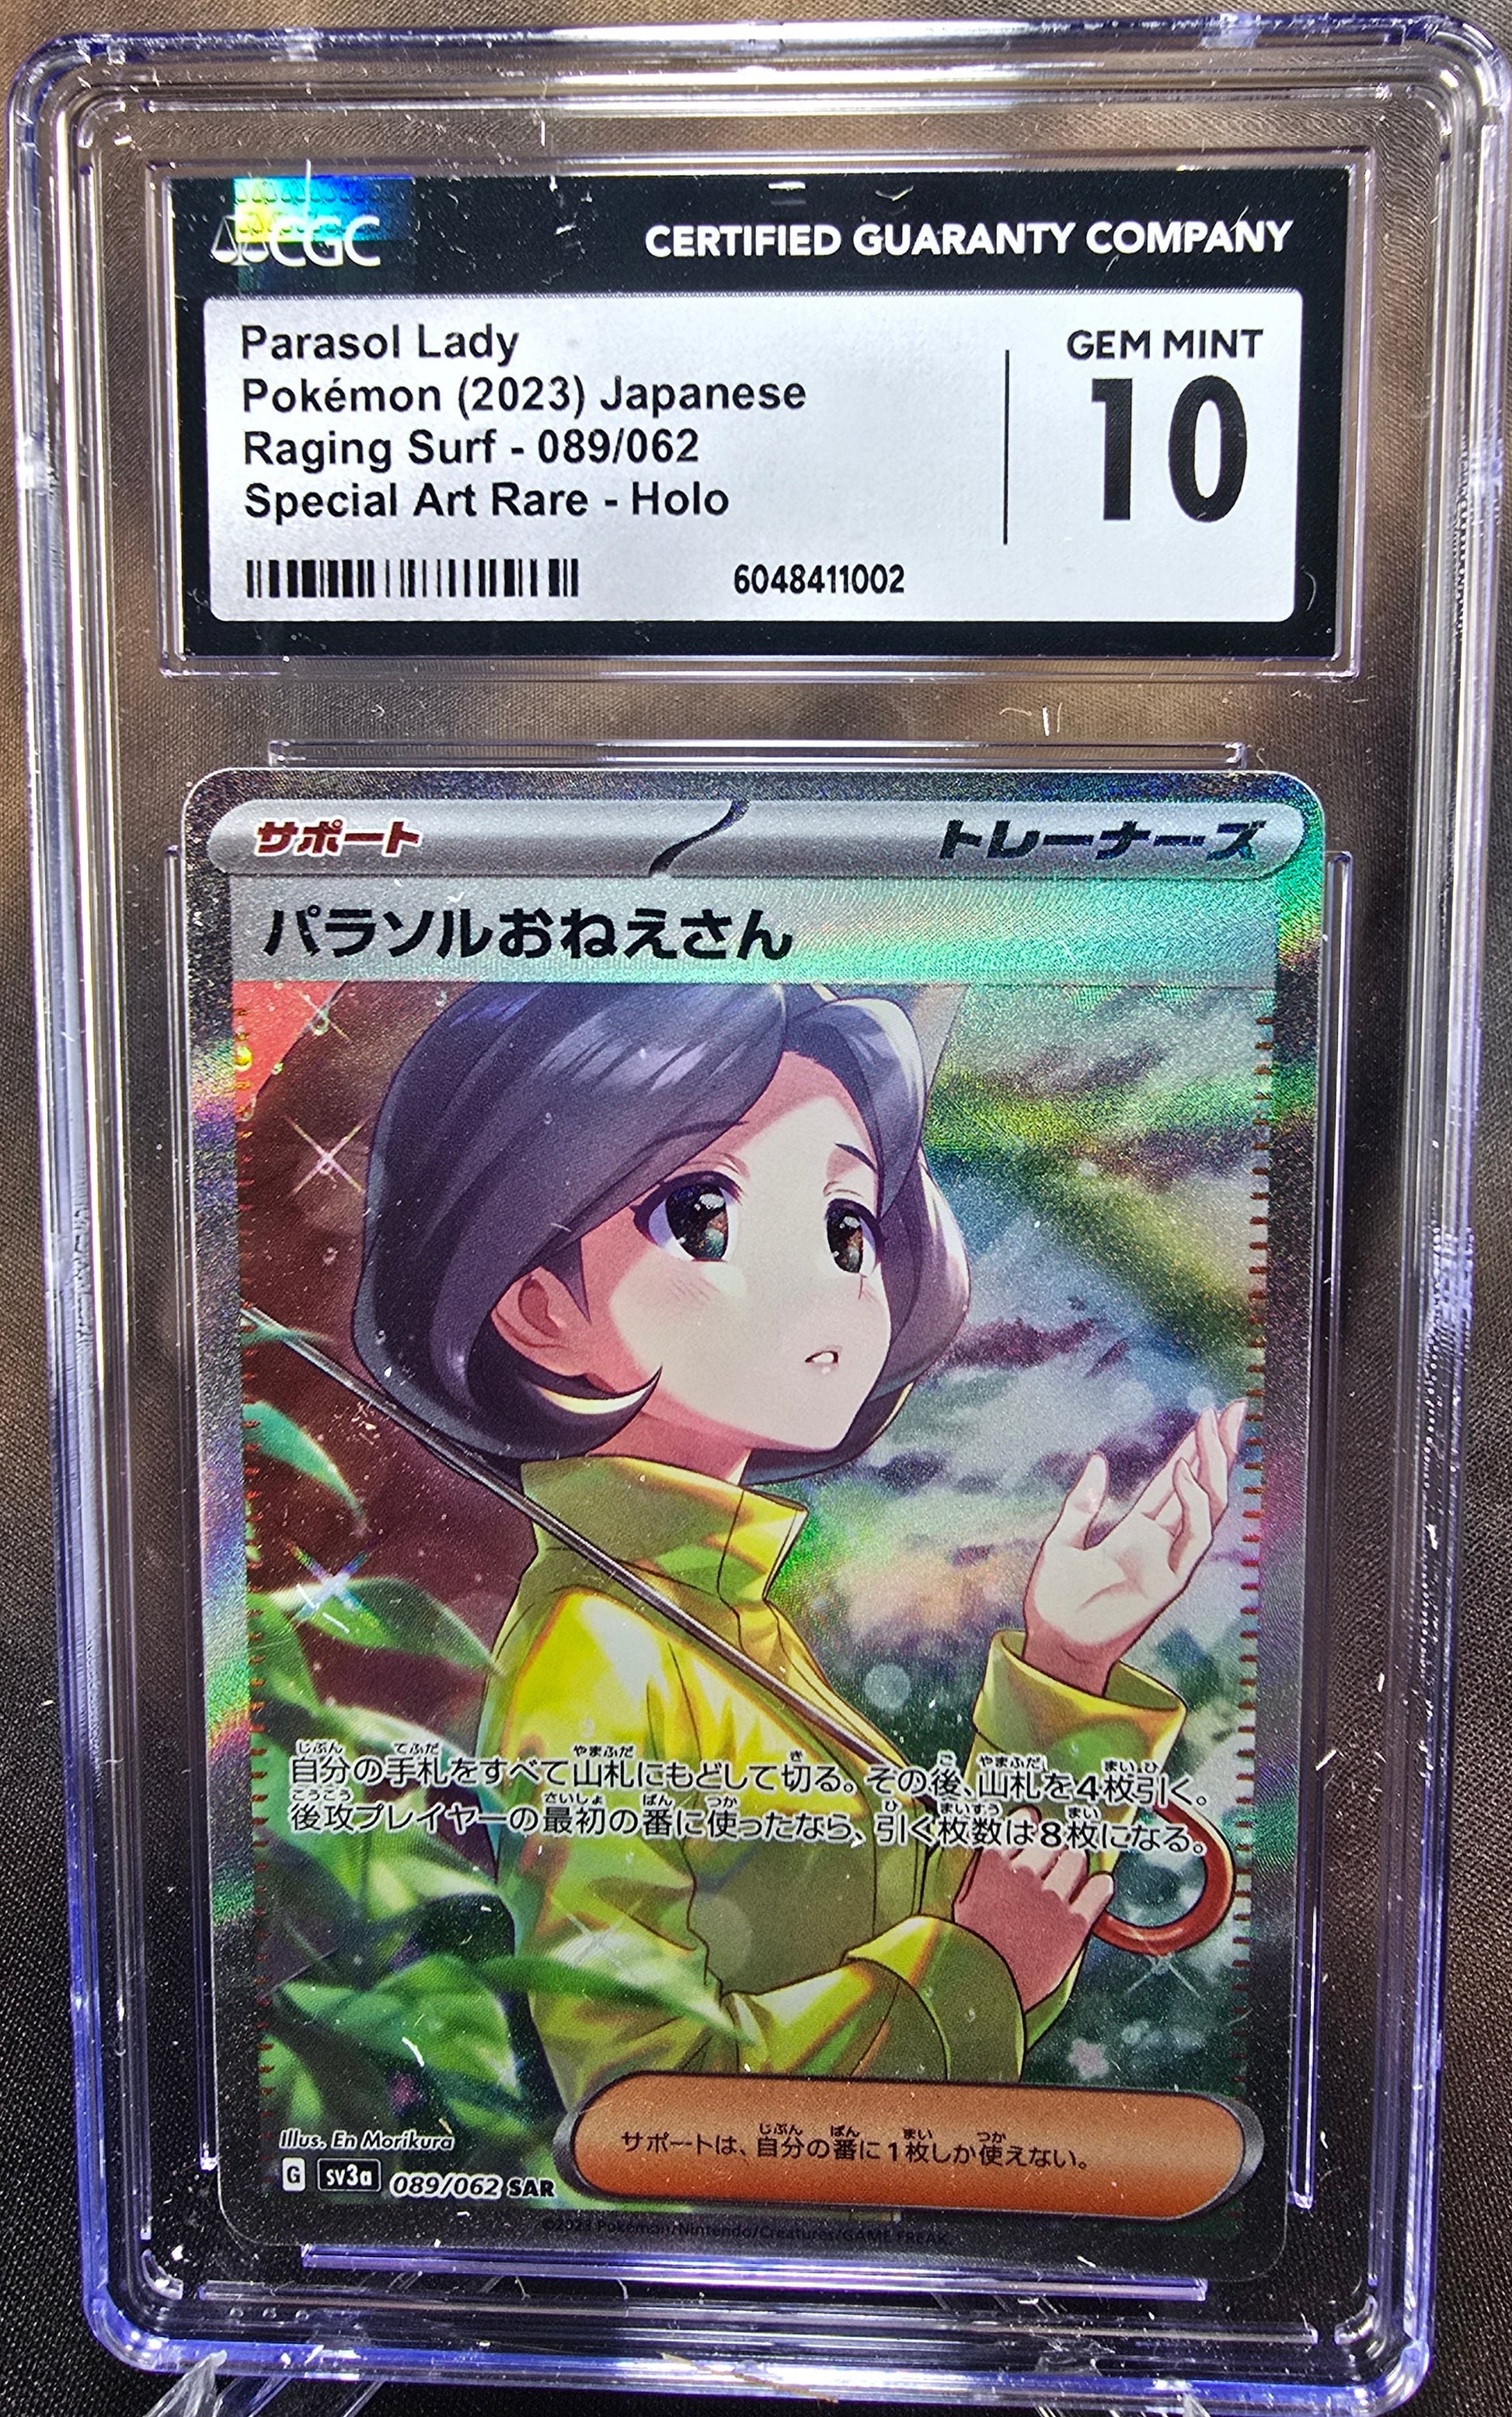 CGC
CERTIFIED GUARANTY COMPANY
Parasol Lady
Pokémon (2023) Japanese
Raging Surf - 089/062
Special Art Rare - Holo
GEM MINT
10
6048411002
サポート
トレーナーズ
パラソルおねえさん
自分の手札をすべて山札にもどして切る。その後、山札を4枚引く。
後攻プレイヤーの最初の番に使ったなら、引く枚数は8枚になる。
サポートは、自分の番に1枚しか使えない。
Illus. En Morikura
G sv3a 089/062 SAR
©2023 Pokémon/Nintendo/Creatures/GAME FREAK